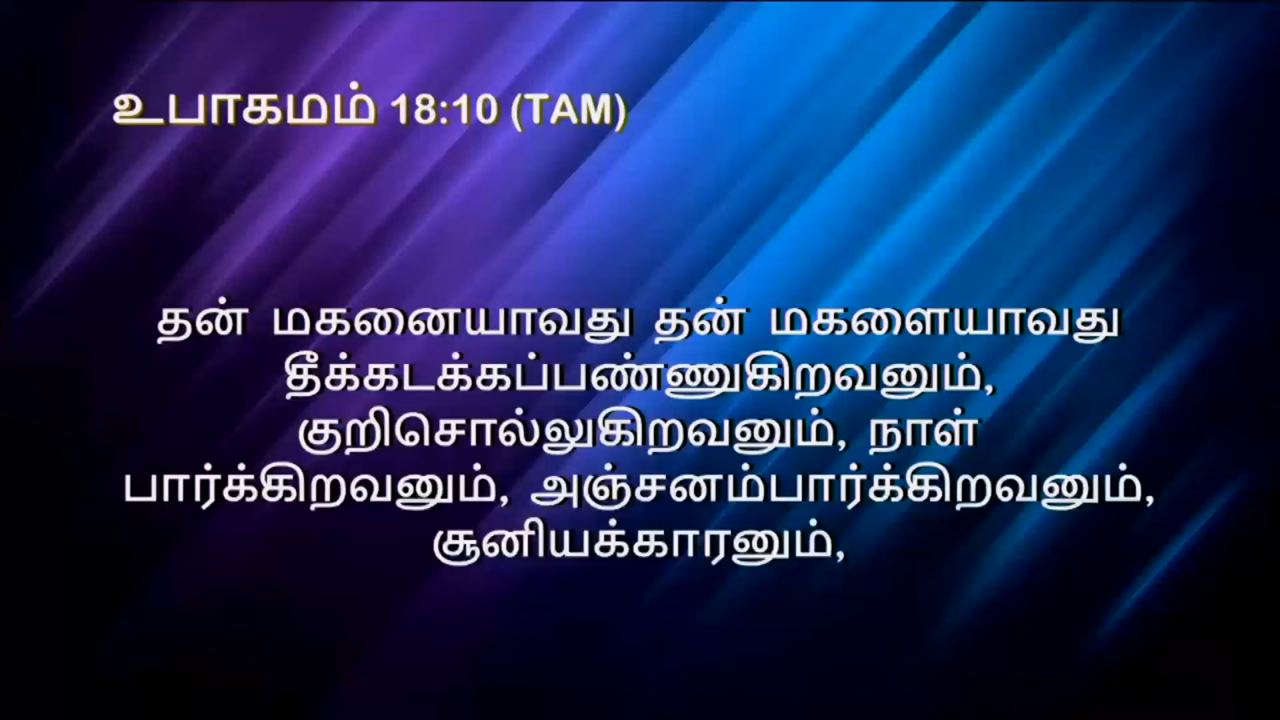 உபாகமம் 18:10 (TAM)
தன் மகனையாவது தன் மகளையாவது
தீக்கடக்கப்பண்ணுகிறவனும்,
குறிசொல்லுகிறவனும், நாள்
பார்க்கிறவனும், அஞ்சனம்பார்க்கிறவனும்,
சூனியக்காரனும்,